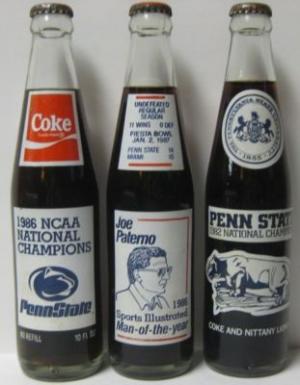 Coke
1986 NCAA
NATIONAL
CHAMPIONS
PennState
NO REFILL 10 FL OZ
UNDEFEATED
REGULAR
SEASON
11 WINS 0 DEF
FIESTA BOWL
JAN. 2, 1987
PENN STATE 14
MIAMI 10
Joe
Paterno
1986
Sports Illustrated
Man-of-the-year
1855
PENN STAT
1982 NATIONAL CHAMP
COKE AND NITTANY